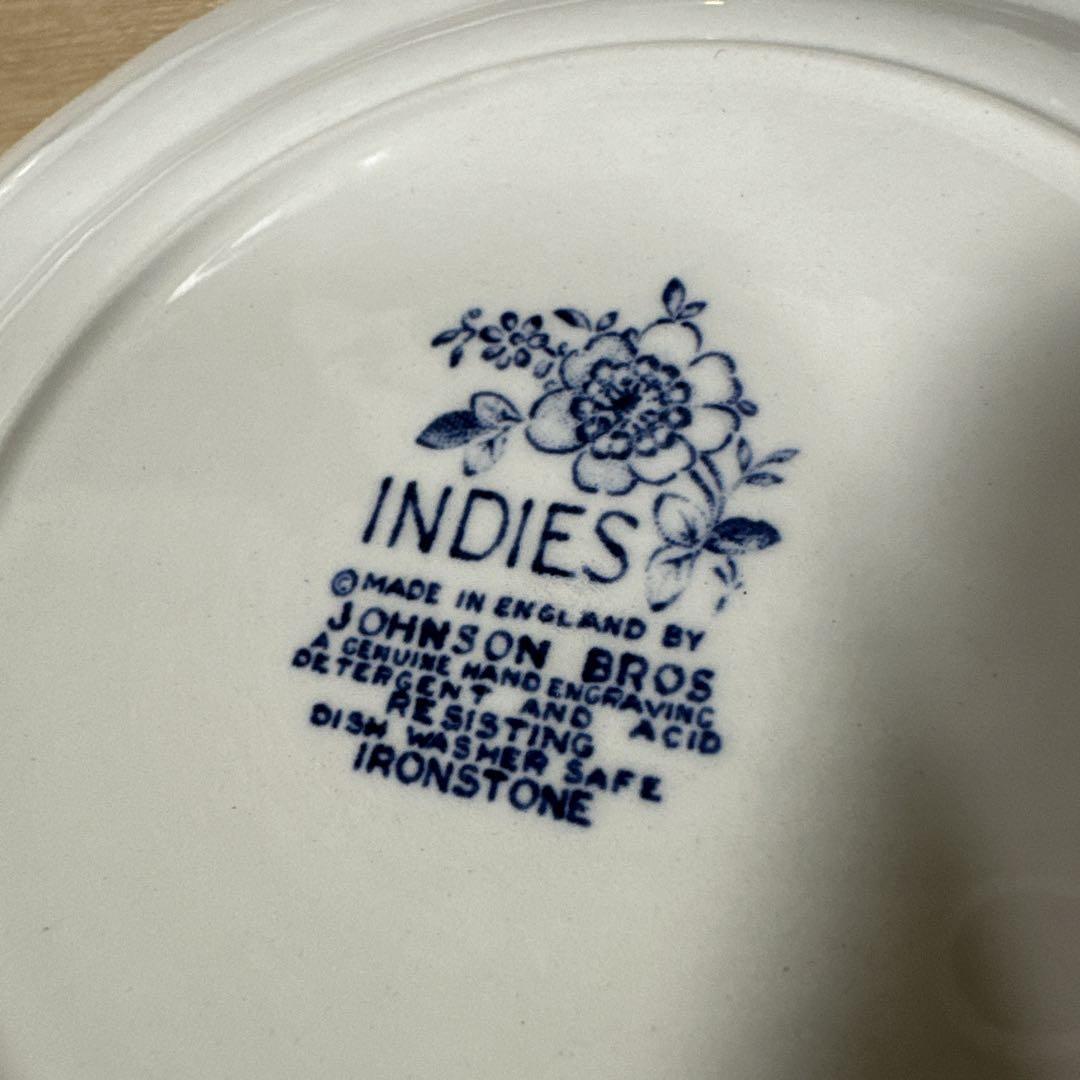 INDIES
©MADE IN ENGLAND BY
JOHNSON BROS
A GENUINE HAND ENGRAVING
DETERGENT AND ACID
RESISTING
DISH WASHER SAFE
IRONSTONE